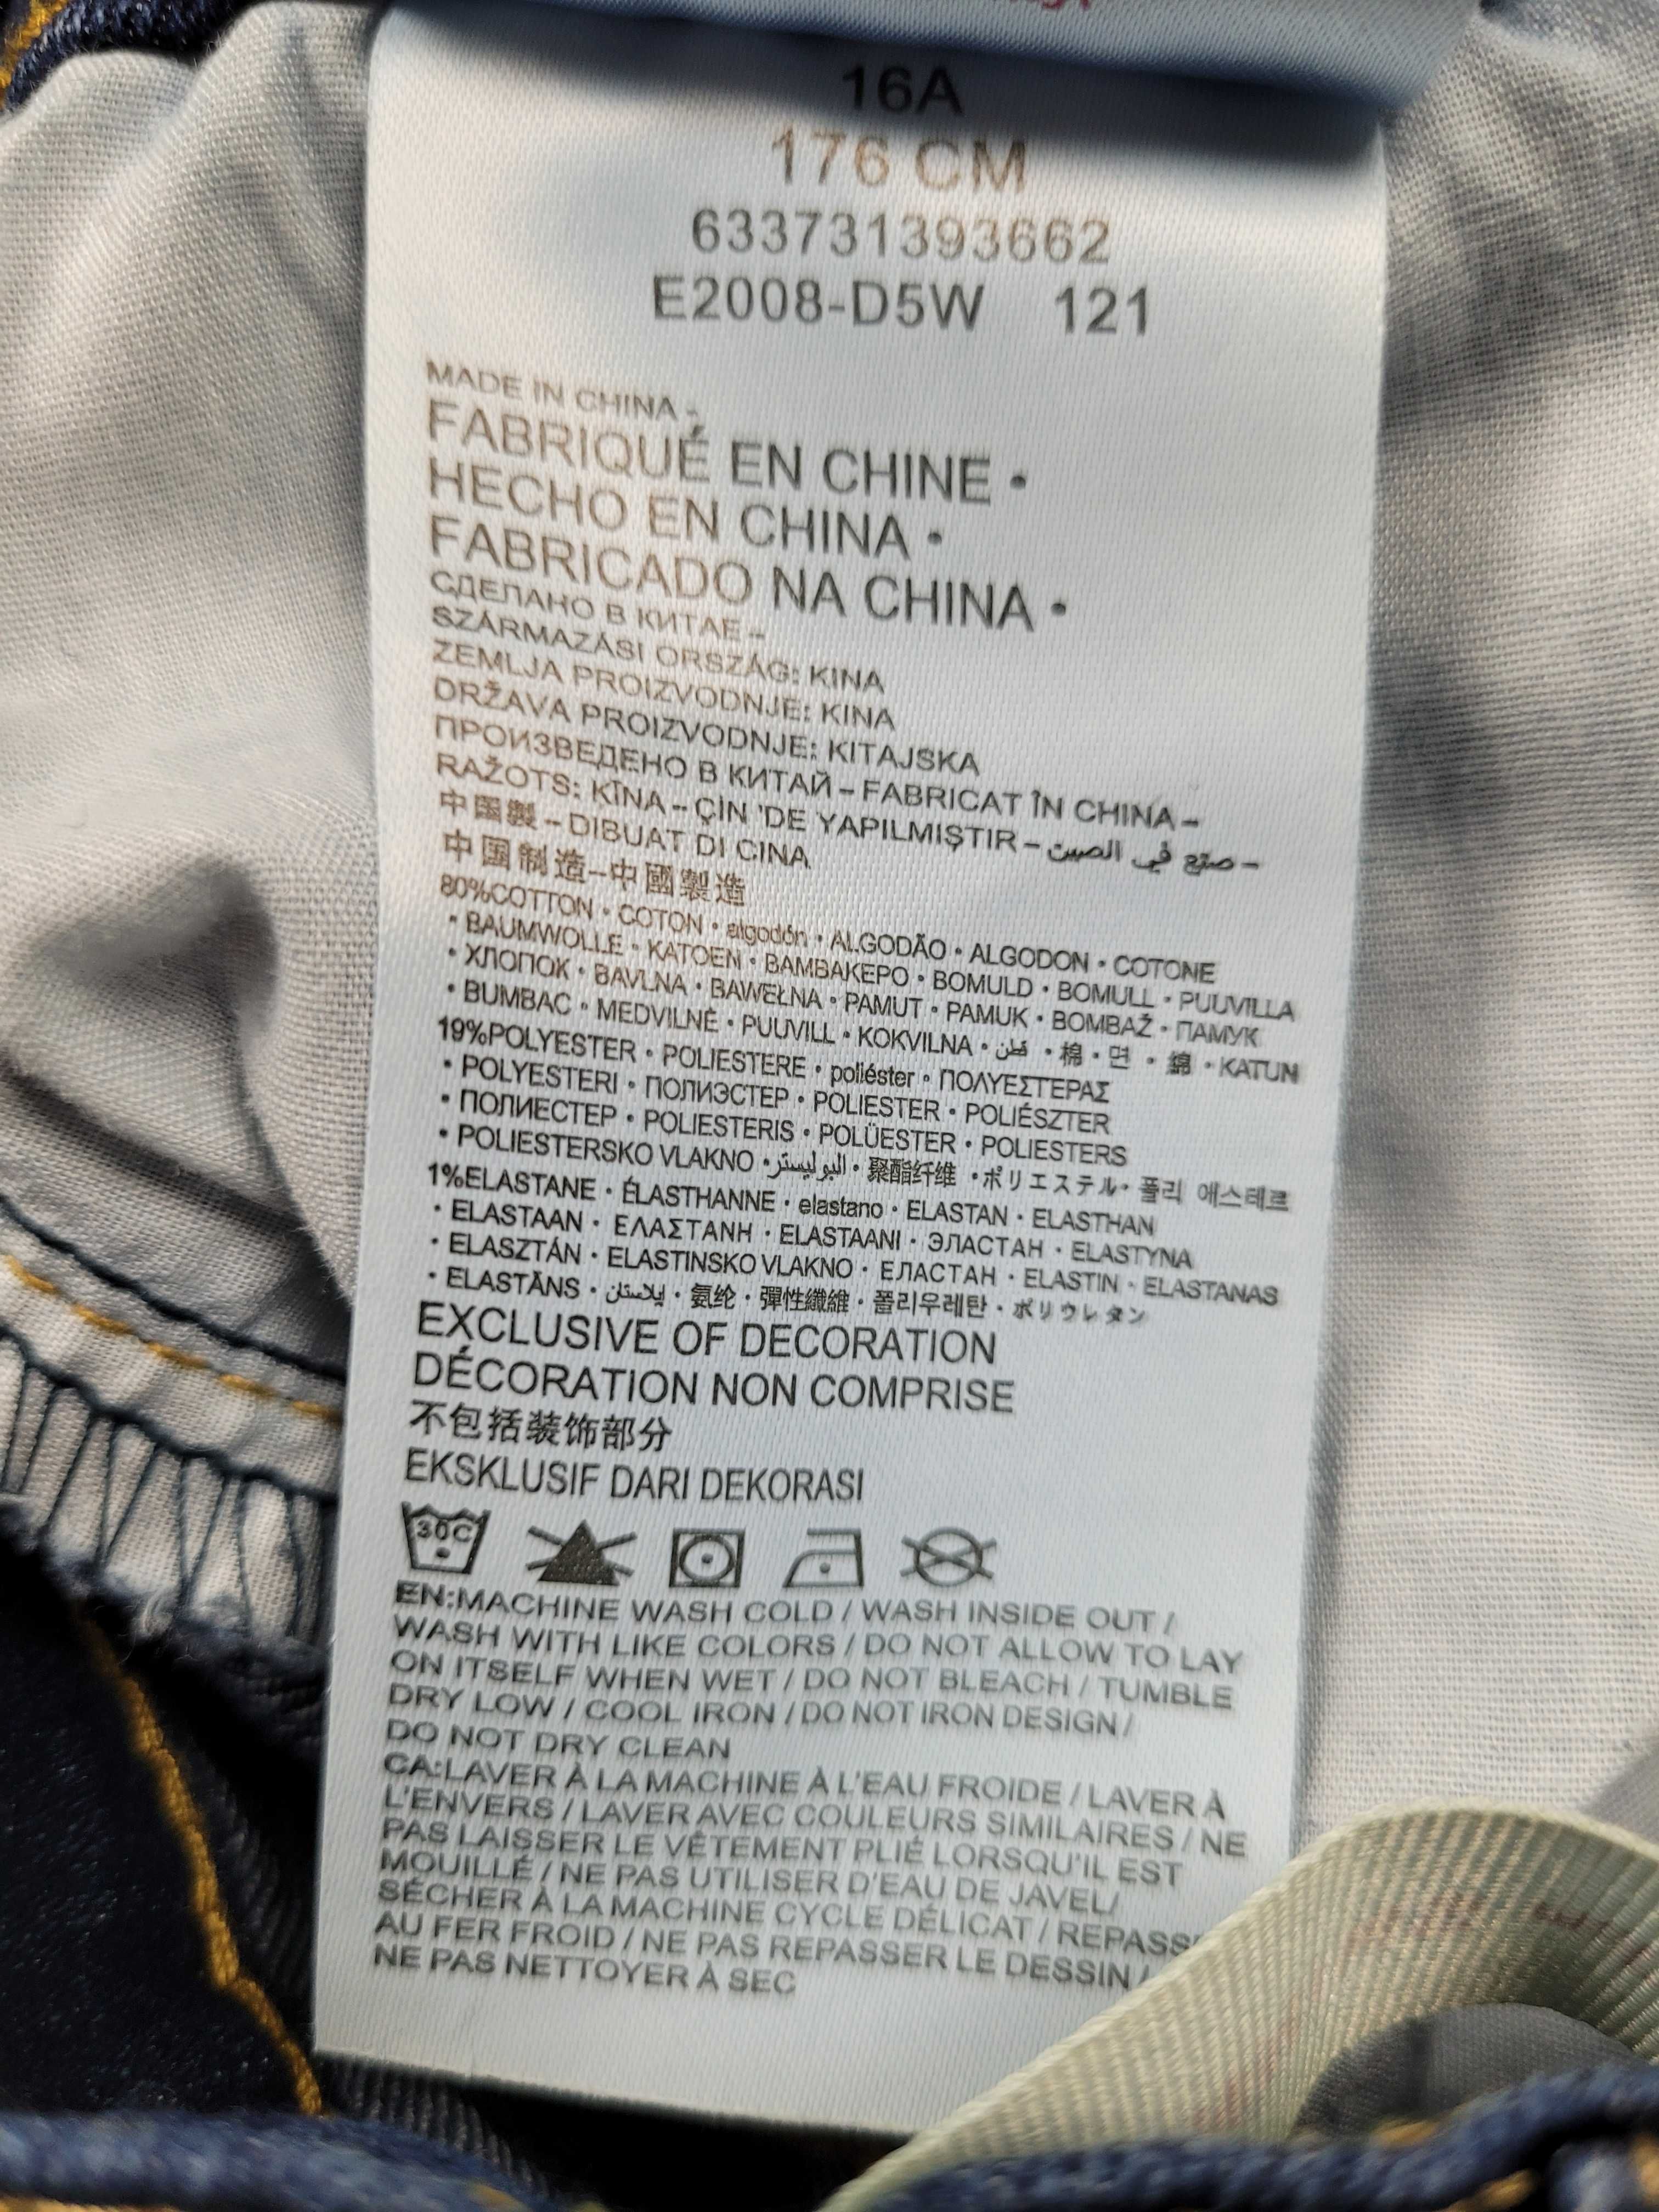 16A
176 CM
633731393662
E2008-D5W 121
MADE IN CHINA -
FABRIQUÉ EN CHINE •
HECHO EN CHINA •
FABRICADO NA CHINA •
СДЕЛАНО В КИТАЕ –
SZÁRMAZÁSI ORSZÁG: KINA
ZEMLJA PROIZVODNJE: KINA
DRŽAVA PROIZVODNJE: KITAJSKA
ПРОИЗВЕДЕНО В КИТАЙ – FABRICAT ÎN CHINA –
RAŽOTS: ĶĪNA – ÇİN 'DE YAPILMIŞTIR – صنع في الصين –
中国製 – DIBUAT DI CINA
中国制造–中國製造
80%COTTON • COTON • algodón • ALGODÃO • ALGODON • COTONE
• BAUMWOLLE • KATOEN • BAMBAKEPO • BOMULD • BOMULL • PUUVILLA
• ХЛОПОК • BAVLNA • BAWEŁNA • PAMUT • PAMUK • BOMBAŽ • ПАМУК
• BUMBAC • MEDVILNĖ • PUUVILL • KOKVILNA • قطن • 棉 • 면 • 綿 • KATUN
19%POLYESTER • POLIESTERE • poliéster • ΠΟΛΥΕΣΤΕΡΑΣ
• POLYESTERI • ПОЛИЭСТЕР • POLIESTER • POLIÉSZTER
• ПОЛИЕСТЕР • POLIESTERIS • POLÜESTER • POLIESTERS
• POLIESTERSKO VLAKNO • البوليستر • 聚酯纤维 • ポリエステル • 폴리 에스테르
1%ELASTANE • ÉLASTHANNE • elastano • ELASTAN • ELASTHAN
• ELASTAAN • ΕΛΑΣΤΑΝΗ • ELASTAANI • ЭЛАСТАН • ELASTYNA
• ELASZTÁN • ELASTINSKO VLAKNO • ЕЛАСТАН • ELASTIN • ELASTANAS
• ELASTĀNS • إيلاستان • 氨纶 • 彈性纖維 • 폴리우레탄 • ポリウレタン
EXCLUSIVE OF DECORATION
DÉCORATION NON COMPRISE
不包括装饰部分
EKSKLUSIF DARI DEKORASI
30C
EN:MACHINE WASH COLD / WASH INSIDE OUT /
WASH WITH LIKE COLORS / DO NOT ALLOW TO LAY
ON ITSELF WHEN WET / DO NOT BLEACH / TUMBLE
DRY LOW / COOL IRON / DO NOT IRON DESIGN /
DO NOT DRY CLEAN
CA:LAVER À LA MACHINE À L'EAU FROIDE / LAVER À
L'ENVERS / LAVER AVEC COULEURS SIMILAIRES / NE
PAS LAISSER LE VÊTEMENT PLIÉ LORSQU'IL EST
MOUILLÉ / NE PAS UTILISER D'EAU DE JAVEL/
SÉCHER À LA MACHINE CYCLE DÉLICAT / REPASS
AU FER FROID / NE PAS REPASSER LE DESSIN /
NE PAS NETTOYER À SEC